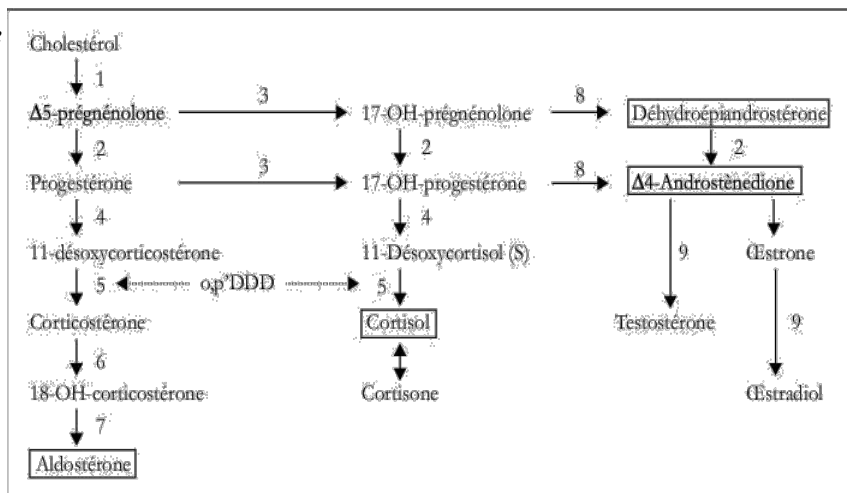 Cholestérol
1
Δ5-prégnénolone 3 17-OH-prégnénolone 8 Déhydroépiandrostérone
2 2 2
Progestérone 3 17-OH-progestérone 8 Δ4-Androstènedione
4 4
11-désoxycorticostérone 11-Désoxycortisol (S) 9 Œstrone
5 o,p'DDD 5
Corticostérone Cortisol Testostérone 9
6
18-OH-corticostérone Cortisone Œstradiol
7
Aldostérone